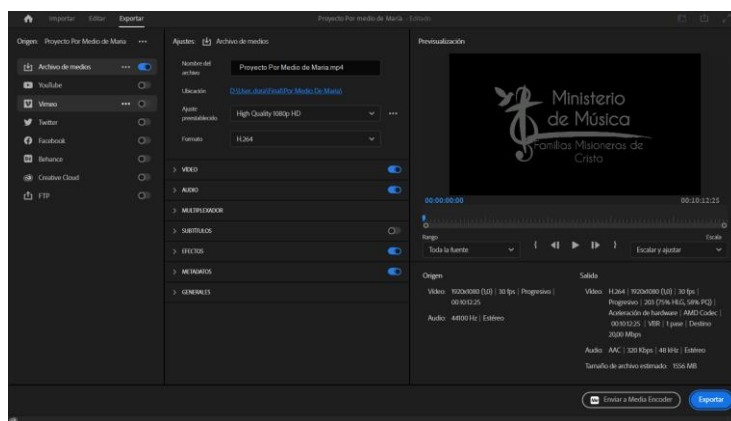 Importar Editar Exportar
Proyecto Por medio de María - Editado
Origen: Proyecto Por Medio de Maria
Archivo de medios
YouTube
Vimeo
Twitter
Facebook
Behance
Creative Cloud
FTP
Ajustes: Archivo de medios
Nombre del archivo
Proyecto Por Medio de Maria.mp4
Ubicación
Por Medio De Maria\
Ajuste preestablecido
High Quality 1080p HD
Formato
H.264
VÍDEO
AUDIO
MULTIPLEXADOR
SUBTÍTULOS
EFECTOS
METADATOS
GENERALES
Previsualización
Ministerio
de Música
Familias Misioneras de
Cristo
00:00:00:00
00:10:12:25
Rango
Escala
Toda la fuente
Escalar y ajustar
Origen
Vídeo: 1920x1080 (1,0) | 30 fps | Progresivo |
00:10:12:25
Audio: 44100 Hz | Estéreo
Salida
Vídeo: H.264 | 1920x1080 (1,0) | 30 fps |
Progresivo | 203 (75% HLG, 58% PQ) |
Aceleración de hardware | AMD Codec |
00:10:12:25 | VBR | 1 pase | Destino
20,00 Mbps
Audio: AAC | 320 Kbps | 48 kHz | Estéreo
Tamaño de archivo estimado: 1556 MB
Me Enviar a Media Encoder
Exportar